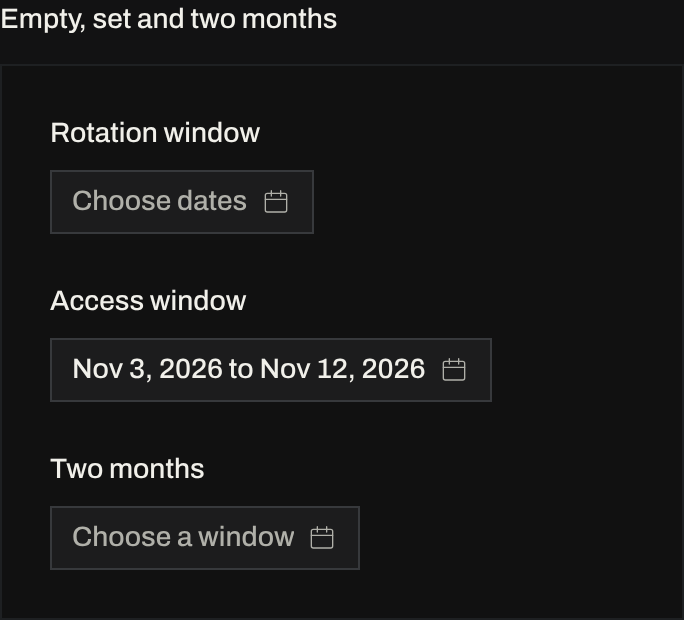 Empty, set and two months
Rotation window
Choose dates
Access window
Nov 3, 2026 to Nov 12, 2026
Two months
Choose a window